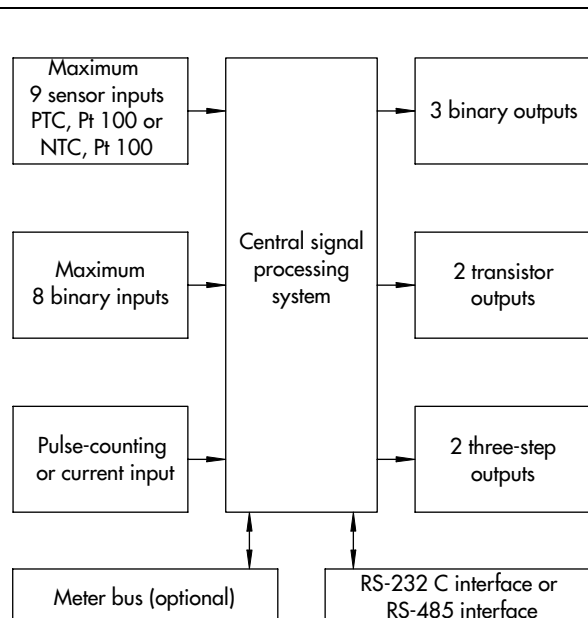 Maximum
9 sensor inputs
PTC, Pt 100 or
NTC, Pt 100
3 binary outputs
Central signal
processing
system
Maximum
8 binary inputs
2 transistor
outputs
Pulse-counting
or current input
2 three-step
outputs
Meter bus (optional)
RS-232 C interface or
RS-485 interface